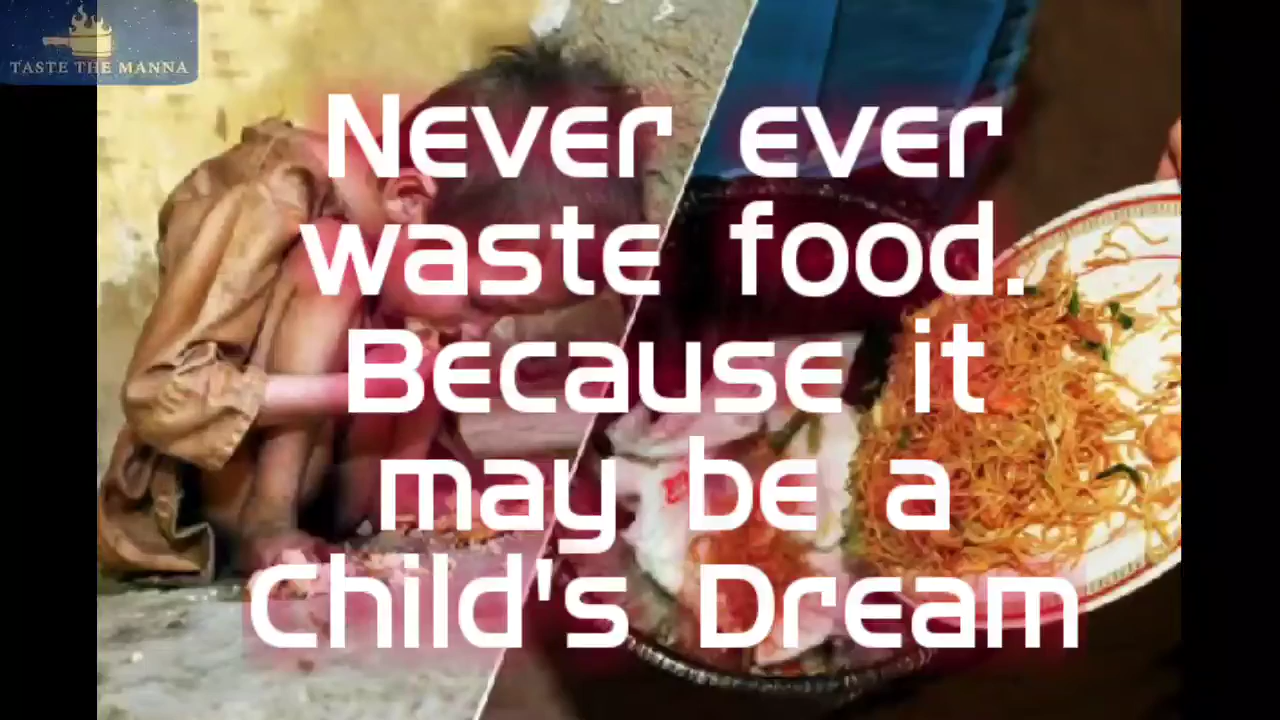 TASTE THE MANNA
Never ever
waste food.
Because it
may be a
Child's Dream